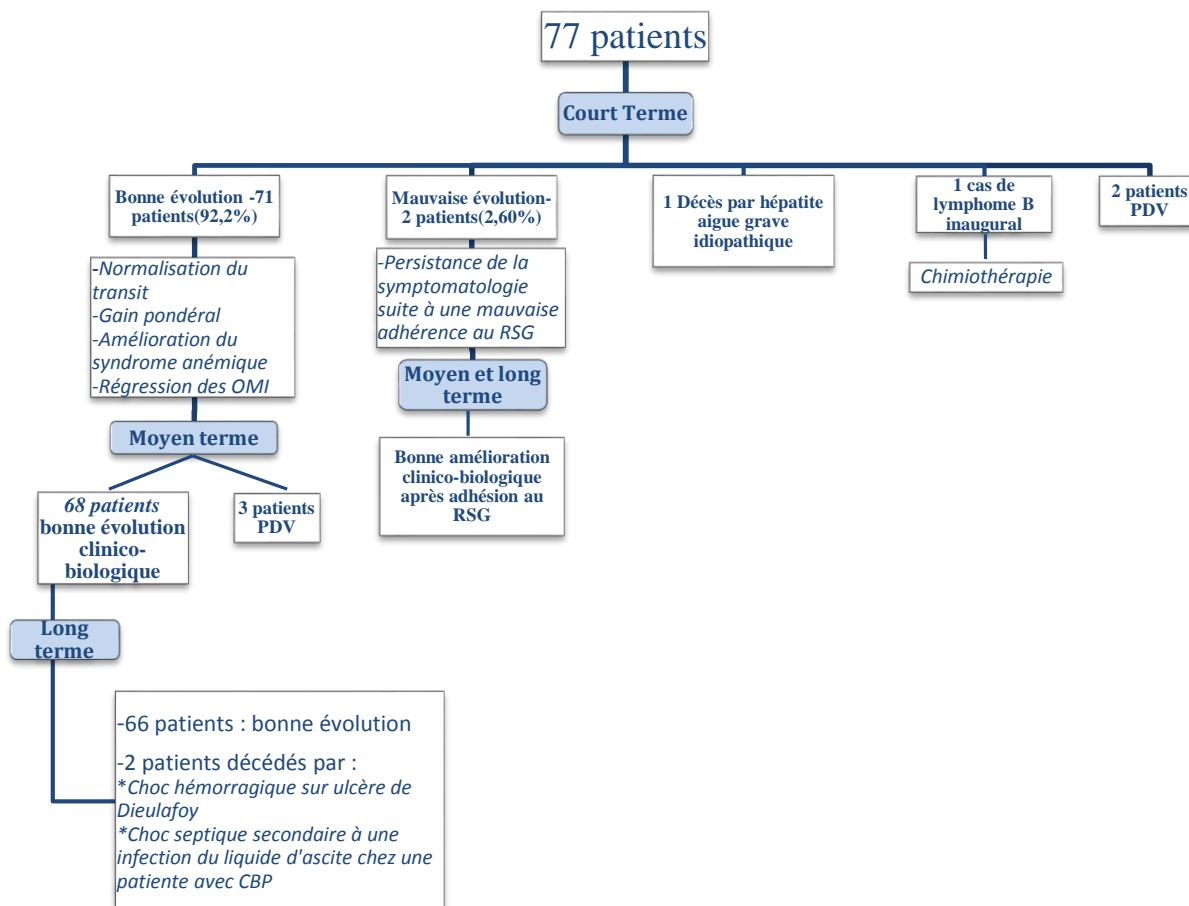 77 patients
Court Terme
Bonne évolution -71
patients(92,2%)
Mauvaise évolution-
2 patients(2,60%)
1 Décès par hépatite
aigue grave
idiopathique
1 cas de
lymphome B
inaugural
2 patients
PDV
-Normalisation du
transit
-Gain pondéral
-Amélioration du
syndrome anémique
-Régression des OMI
-Persistance de la
symptomatologie
suite à une mauvaise
adhérence au RSG
Chimiothérapie
Moyen terme
Moyen et long
terme
68 patients
bonne évolution
clinico-
biologique
3 patients
PDV
Bonne amélioration
clinico-biologique
après adhésion au
RSG
Long
terme
-66 patients : bonne évolution
-2 patients décédés par :
*Choc hémorragique sur ulcère de
Dieulafoy
*Choc septique secondaire à une
infection du liquide d'ascite chez une
patiente avec CBP